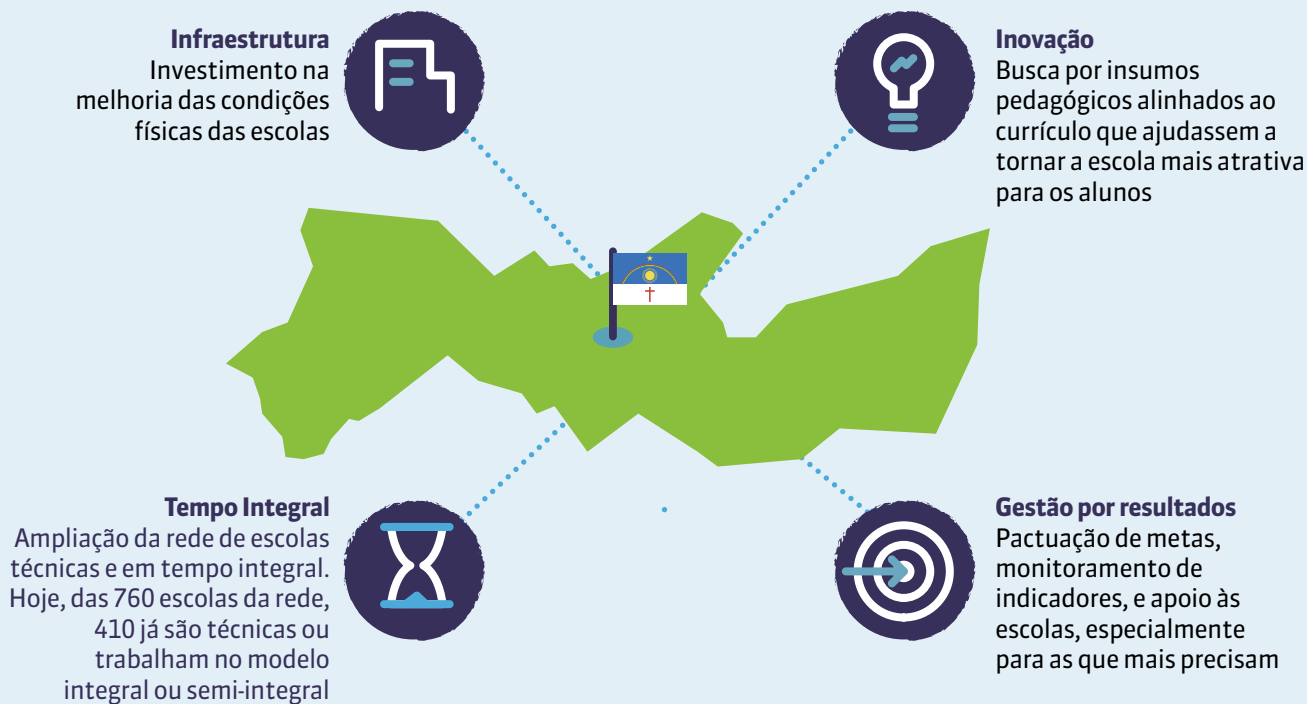 Infraestrutura
Investimento na
melhoria das condições
físicas das escolas
Inovação
Busca por insumos
pedagógicos alinhados ao
currículo que ajudassem a
tornar a escola mais atrativa
para os alunos
Tempo Integral
Ampliação da rede de escolas
técnicas e em tempo integral.
Hoje, das 760 escolas da rede,
410 já são técnicas ou
trabalham no modelo
integral ou semi-integral
Gestão por resultados
Pactuação de metas,
monitoramento de
indicadores, e apoio às
escolas, especialmente
para as que mais precisam